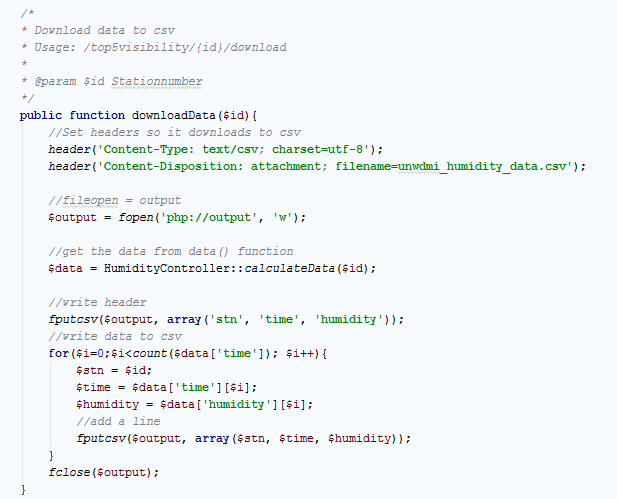 /*
* Download data to csv
* Usage: /top5visibility/{id}/download
*
* @param $id Stationnumber
*/
public function downloadData($id){
//Set headers so it downloads to csv
header('Content-Type: text/csv; charset=utf-8');
header('Content-Disposition: attachment; filename=unwdmi_humidity_data.csv');
//fileopen = output
$output = fopen('php://output', 'w');
//get the data from data() function
$data = HumidityController::calculateData($id);
//write header
fputcsv($output, array('stn', 'time', 'humidity'));
//write data to csv
for($i=0;$i<count($data['time']); $i++){
$stn = $id;
$time = $data['time'][$i];
$humidity = $data['humidity'][$i];
//add a line
fputcsv($output, array($stn, $time, $humidity));
}
fclose($output);
}